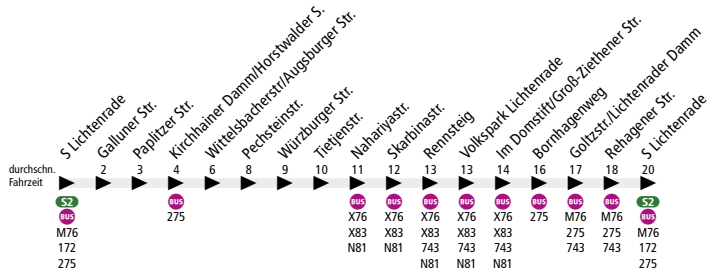 S Lichtenrade
Galluner Str.
Paplitzer Str.
Kirchhainer Damm/Horstwalder S.
Wittelsbacherstr/Augsburger Str.
Pechsteinstr.
Würzburger Str.
Tietjenstr.
Nahariyastr.
Skarbinastr.
Rennsteig
Volkspark Lichtenrade
Im Domstift/Groß-Ziethener Str.
Bornhagenweg
Goltzstr./Lichtenrader Damm
Rehagener Str.
S Lichtenrade
durchschn. 2 3 4 6 8 9 10 11 12 13 13 14 16 17 18 20
Fahrzeit
S2 BUS BUS BUS BUS BUS BUS BUS BUS BUS S2
BUS 275 X76 X76 X76 X76 X76 275 M76 M76 BUS
M76 X83 X83 X83 X83 X83 275 275 M76
172 N81 N81 743 743 743 743 743 172
275 N81 N81 N81 275